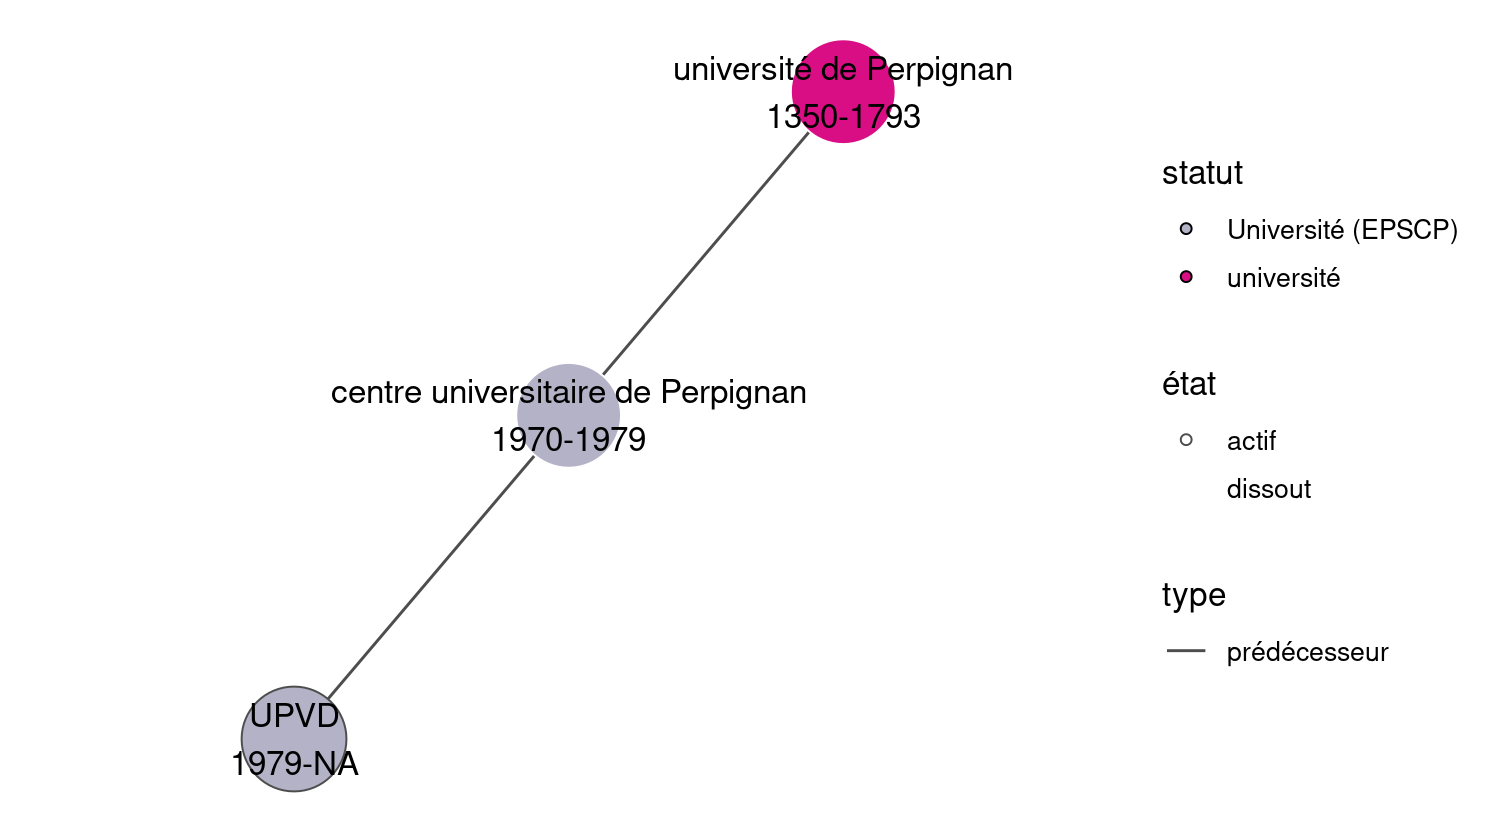 université de Perpignan
1350-1793
centre universitaire de Perpignan
1970-1979
UPVD
1979-NA
statut
Université (EPSCP)
université
état
actif
dissout
type
prédécesseur